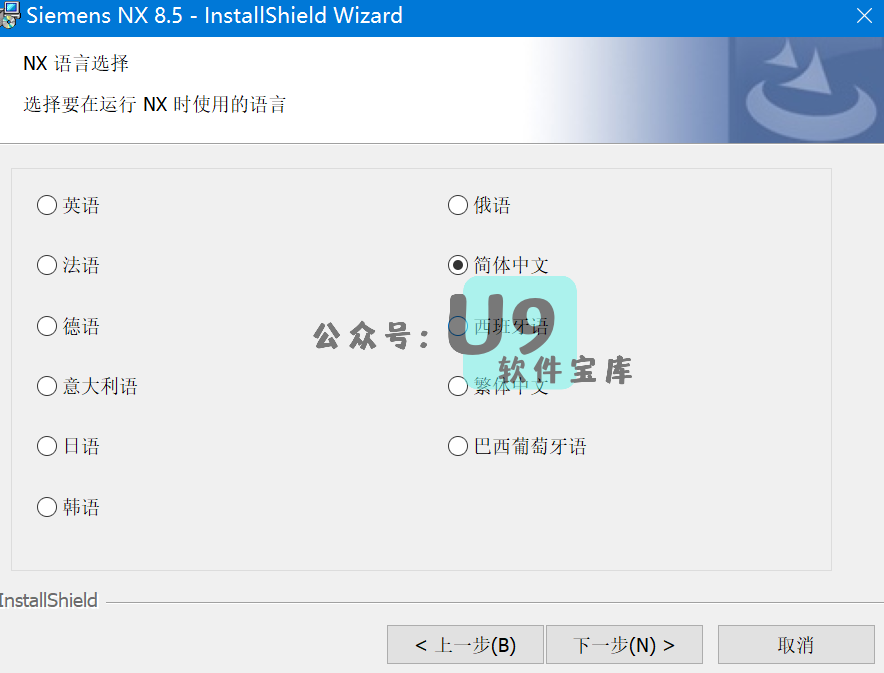 Siemens NX 8.5 - InstallShield Wizard
NX 语言选择
选择要在运行 NX 时使用的语言
英语
俄语
法语
简体中文
德语
西班牙语
公众号：U9
软件宝库
意大利语
繁体中文
日语
巴西葡萄牙语
韩语
InstallShield
< 上一步(B)
下一步(N) >
取消